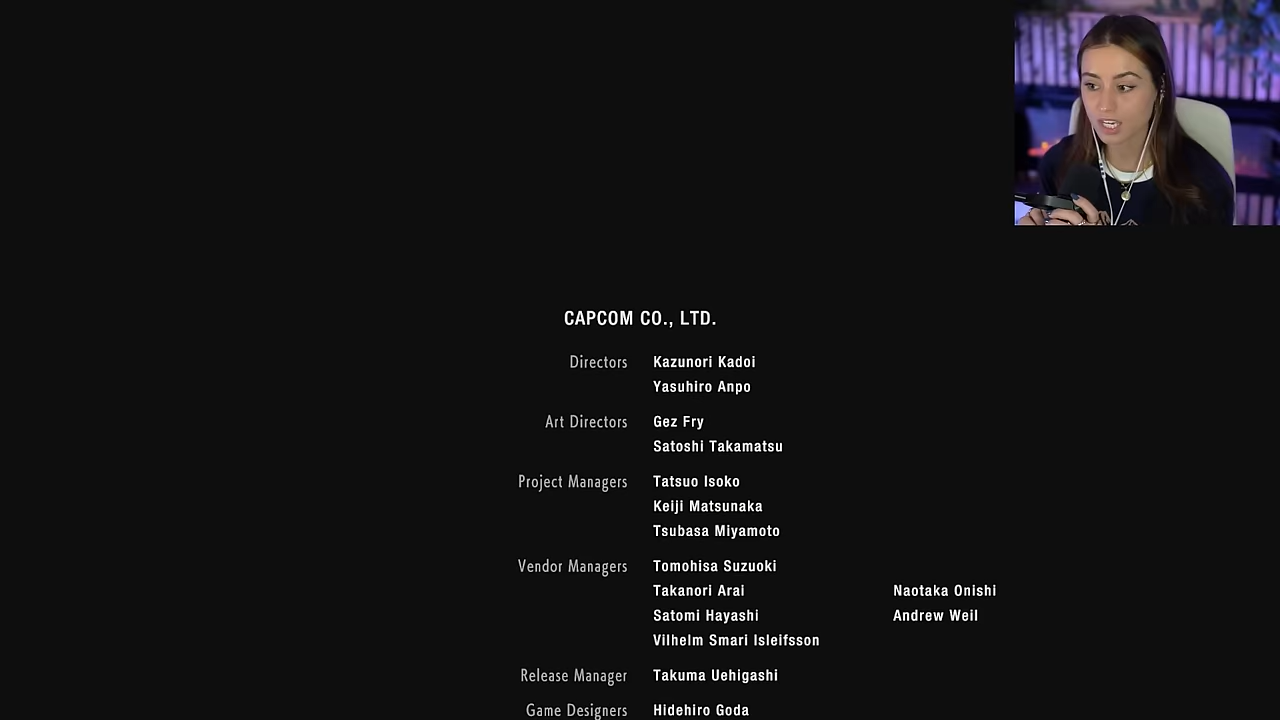 CAPCOM CO., LTD.
Directors Kazunori Kadoi
Yasuhiro Anpo
Art Directors Gez Fry
Satoshi Takamatsu
Project Managers Tatsuo Isoko
Keiji Matsunaka
Tsubasa Miyamoto
Vendor Managers Tomohisa Suzuoki
Takanori Arai Naotaka Onishi
Satomi Hayashi Andrew Weil
Vilhelm Smari Isleifsson
Release Manager Takuma Uehigashi
Game Designers Hidehiro Goda